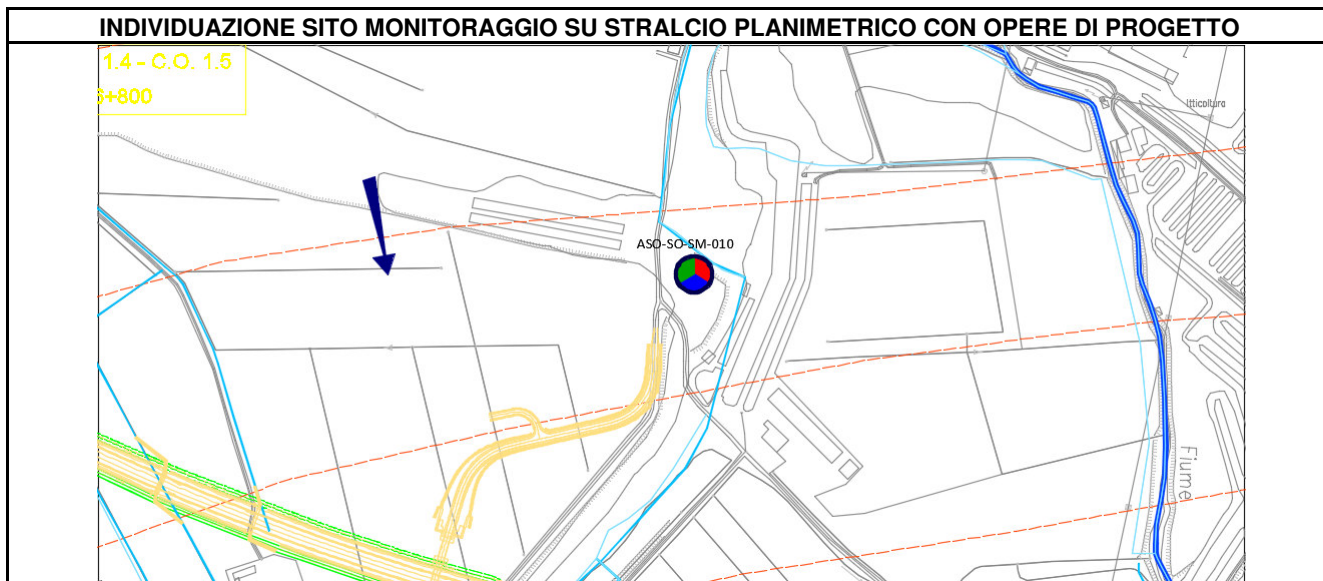 INDIVIDUAZIONE SITO MONITORAGGIO SU STRALCIO PLANIMETRICO CON OPERE DI PROGETTO
1.4 - C.O. 1.5
6+800
Itticoltura
ASO-SO-SM-010
Fiume